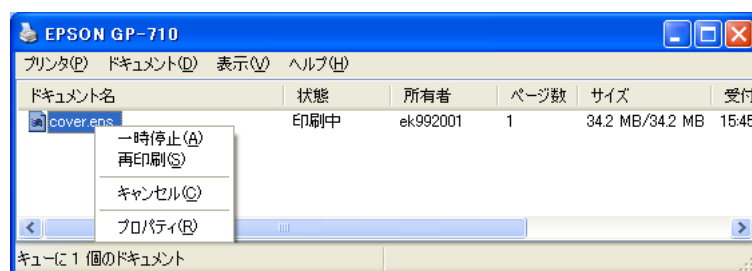 EPSON GP-710
プリンタ(P) ドキュメント(D) 表示(V) ヘルプ(H)
ドキュメント名 状態 所有者 ページ数 サイズ 受付
cover.eps 印刷中 ek992001 1 34.2 MB/34.2 MB 15:45
一時停止(A)
再印刷(S)
キャンセル(C)
プロパティ(R)
キューに 1 個のドキュメント